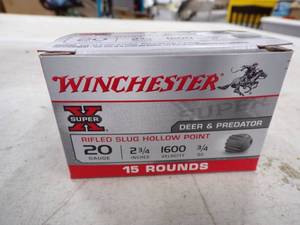 WINCHESTER
SUPER
X
SUPER
DEER & PREDATOR
RIFLED SLUG HOLLOW POINT
20 2 3/4 1600 3/4
GAUGE INCHES VELOCITY OZ
15 ROUNDS